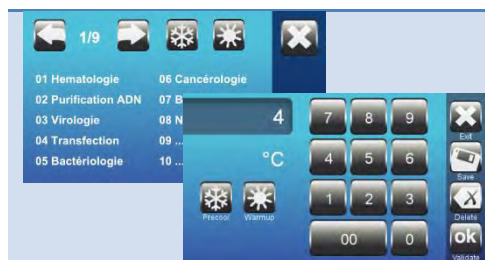 1/9
01 Hematologie 06 Cancérologie
02 Purification ADN 07 B
03 Virologie 08 N
04 Transfection 09 ...
05 Bactériologie 10 ...
4 7 8 9
Exit
°C 4 5 6
Save
1 2 3
Precool Warmup Delete
00 0 ok
Validate